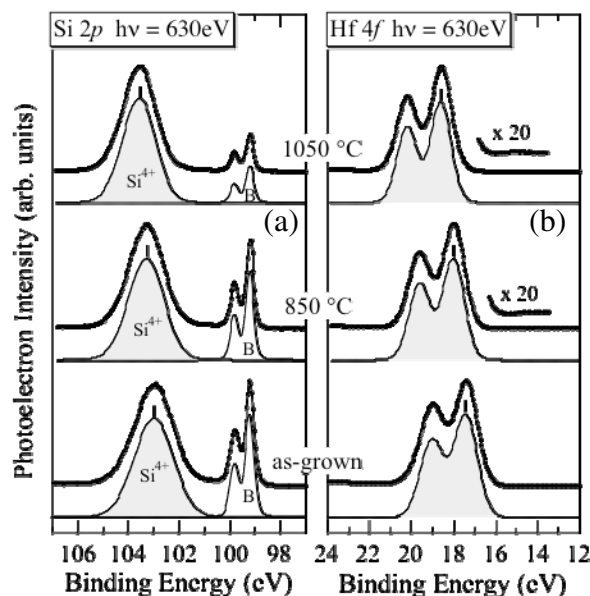 Si 2p hν = 630eV
Hf 4f hν = 630eV
Photoelectron Intensity (arb. units)
Si4+
B
1050 °C
x 20
(a)
(b)
Si4+
B
850 °C
x 20
Si4+
B
as-grown
106 104 102 100 98
24 22 20 18 16 14 12
Binding Energy (eV)
Binding Energy (eV)